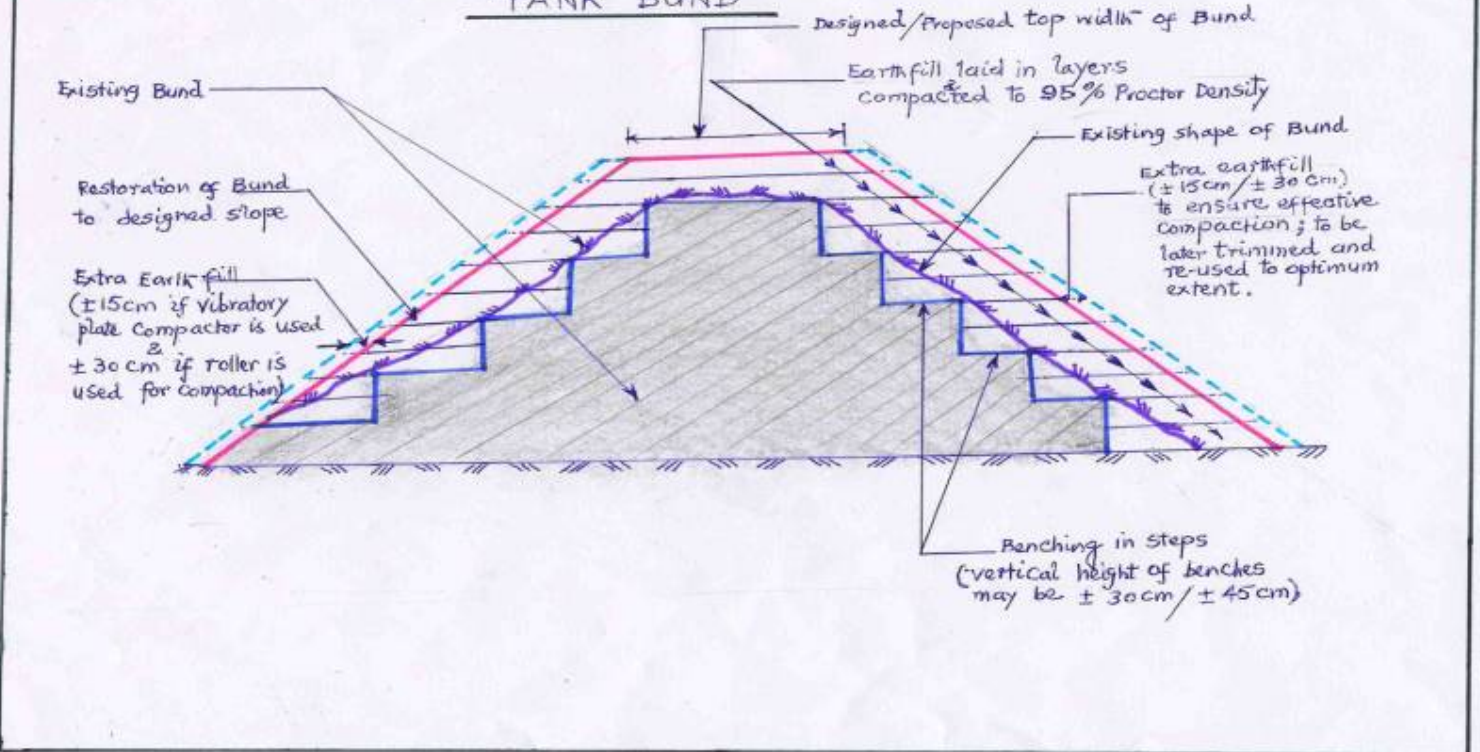 TANK BUND
Designed/Proposed top width of Bund
Existing Bund
Earthfill laid in layers
& compacted to 95% Proctor Density
Existing shape of Bund
Restoration of Bund
to designed slope
Extra earthfill
(± 15cm/± 30 cm)
to ensure effective
compaction; to be
later trimmed and
re-used to optimum
extent.
Extra Earth fill
(±15cm if vibratory
plate Compactor is used
&
± 30 cm if roller is
used for compaction)
Benching in steps
(vertical height of benches
may be ± 30cm/± 45cm)